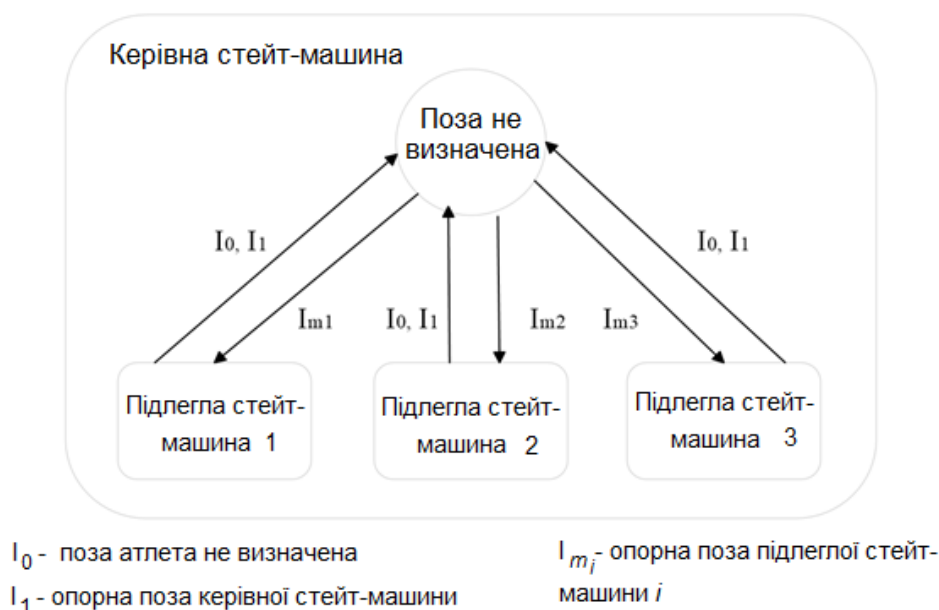 Керівна стейт-машина
Поза не
визначена
I0, I1
Im1
I0, I1
Im2
Im3
I0, I1
Підлегла стейт-
машина 1
Підлегла стейт-
машина 2
Підлегла стейт-
машина 3
I0 - поза атлета не визначена
I1 - опорна поза керівної стейт-машини
Imi- опорна поза підлеглої стейт-
машини i